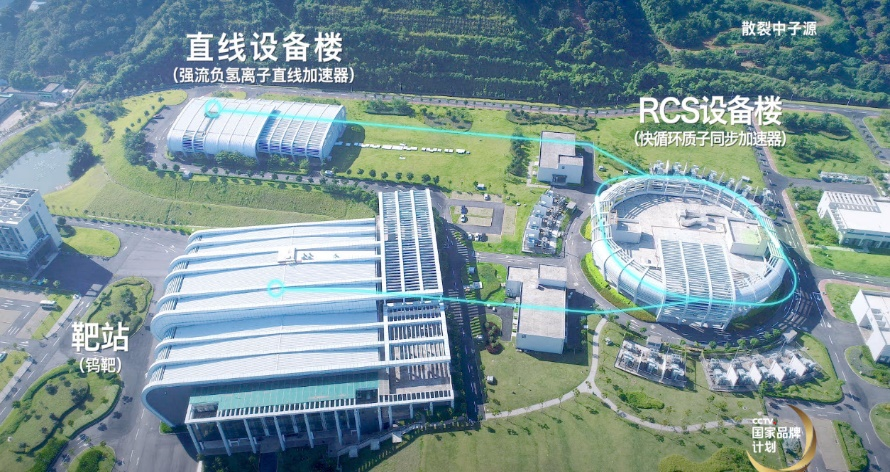 散裂中子源
直线设备楼
（强流负氢离子直线加速器）
RCS设备楼
（快循环质子同步加速器）
靶站
（钨靶）
CCTV
国家品牌
计划